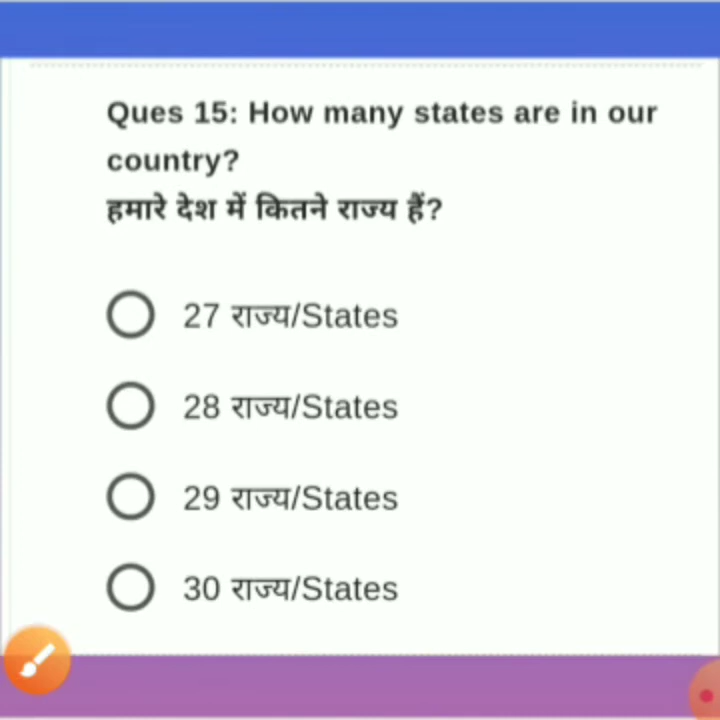 Ques 15: How many states are in our
country?
हमारे देश में कितने राज्य हैं?
27 राज्य/States
28 राज्य/States
29 राज्य/States
30 राज्य/States